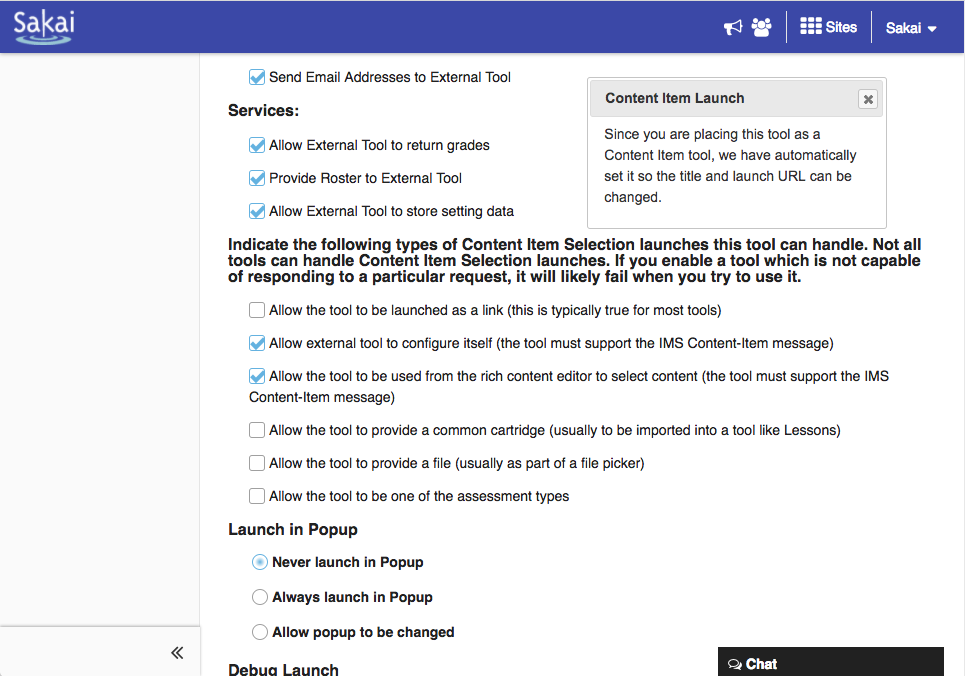 Sakai
Sites
Sakai
Send Email Addresses to External Tool
Services:
Allow External Tool to return grades
Provide Roster to External Tool
Allow External Tool to store setting data
Content Item Launch
Since you are placing this tool as a
Content Item tool, we have automatically
set it so the title and launch URL can be
changed.
Indicate the following types of Content Item Selection launches this tool can handle. Not all
tools can handle Content Item Selection launches. If you enable a tool which is not capable
of responding to a particular request, it will likely fail when you try to use it.
Allow the tool to be launched as a link (this is typically true for most tools)
Allow external tool to configure itself (the tool must support the IMS Content-Item message)
Allow the tool to be used from the rich content editor to select content (the tool must support the IMS
Content-Item message)
Allow the tool to provide a common cartridge (usually to be imported into a tool like Lessons)
Allow the tool to provide a file (usually as part of a file picker)
Allow the tool to be one of the assessment types
Launch in Popup
Never launch in Popup
Always launch in Popup
Allow popup to be changed
Debug Launch
Chat